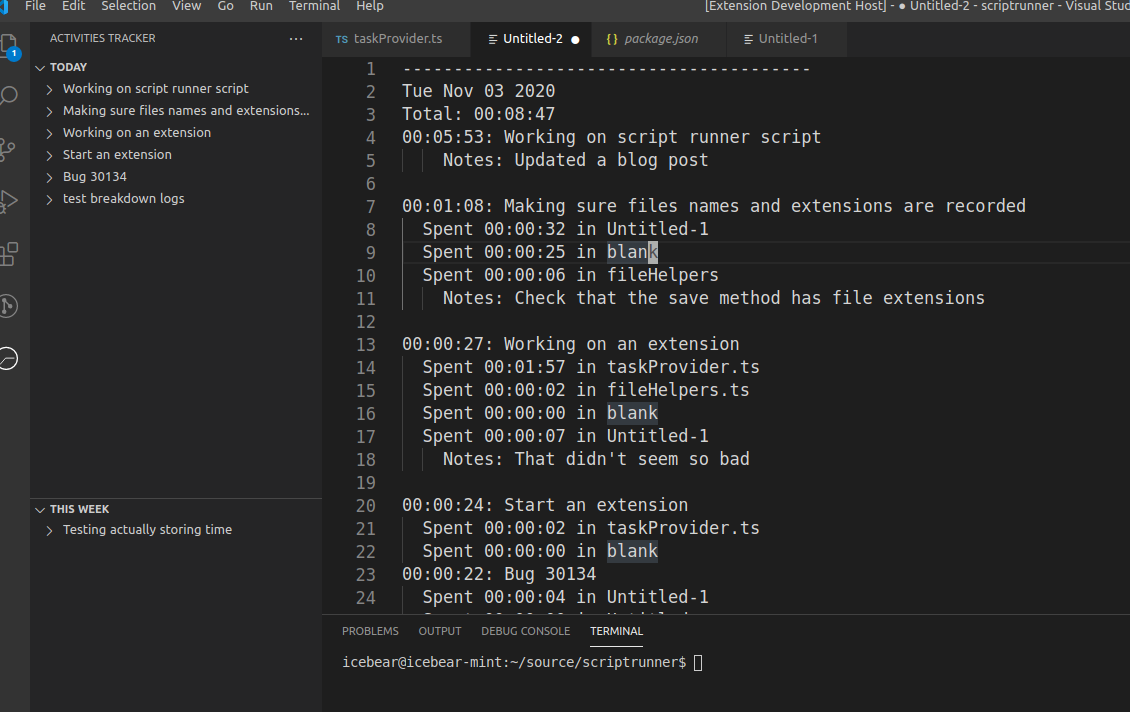 File Edit Selection View Go Run Terminal Help [Extension Development Host] - ● Untitled-2 - scriptrunner - Visual Stud
ACTIVITIES TRACKER ···
TS taskProvider.ts Untitled-2 ● {} package.json Untitled-1
1
TODAY
Working on script runner script
Making sure files names and extensions...
Working on an extension
Start an extension
Bug 30134
test breakdown logs
THIS WEEK
Testing actually storing time
1 ----------------------------------------
2 Tue Nov 03 2020
3 Total: 00:08:47
4 00:05:53: Working on script runner script
5 Notes: Updated a blog post
6
7 00:01:08: Making sure files names and extensions are recorded
8 Spent 00:00:32 in Untitled-1
9 Spent 00:00:25 in blank
10 Spent 00:00:06 in fileHelpers
11 Notes: Check that the save method has file extensions
12
13 00:00:27: Working on an extension
14 Spent 00:01:57 in taskProvider.ts
15 Spent 00:00:02 in fileHelpers.ts
16 Spent 00:00:00 in blank
17 Spent 00:00:07 in Untitled-1
18 Notes: That didn't seem so bad
19
20 00:00:24: Start an extension
21 Spent 00:00:02 in taskProvider.ts
22 Spent 00:00:00 in blank
23 00:00:22: Bug 30134
24 Spent 00:00:04 in Untitled-1
PROBLEMS OUTPUT DEBUG CONSOLE TERMINAL
icebear@icebear-mint:~/source/scriptrunner$